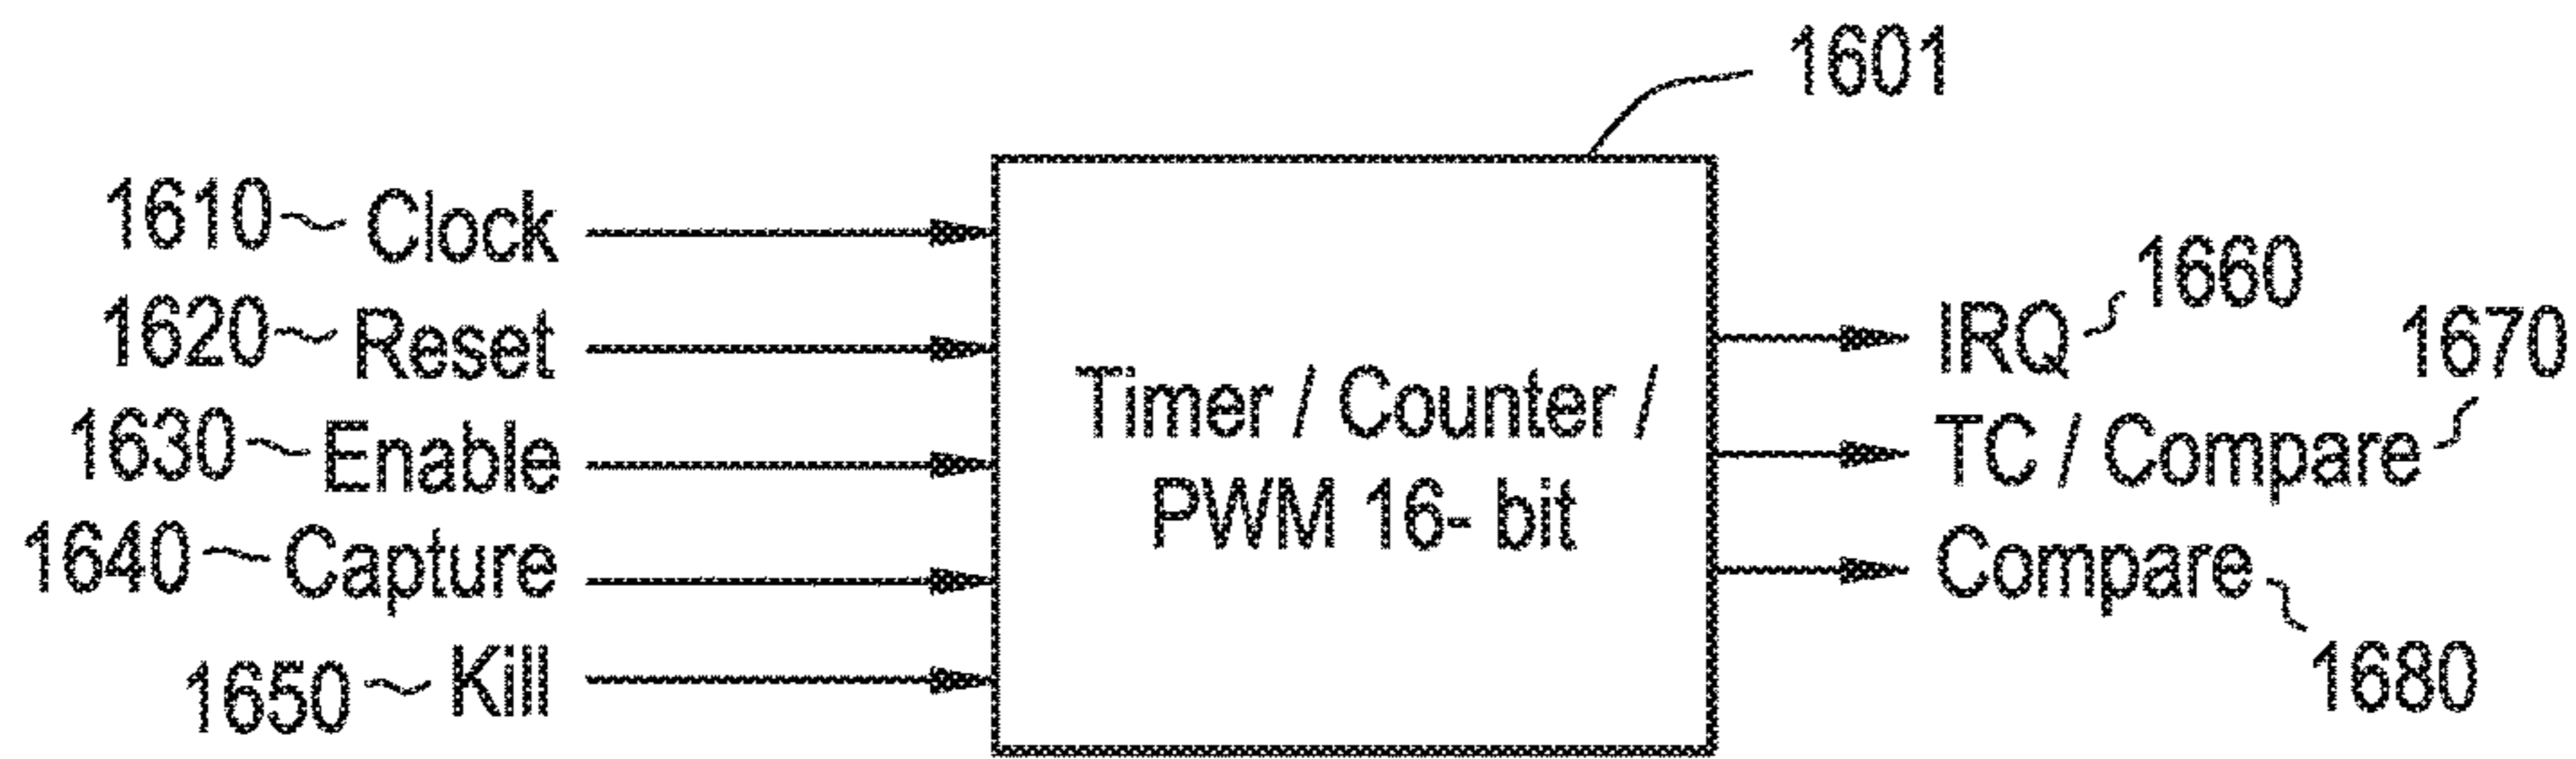 1601
1610 Clock
1620 Reset
1630 Enable
1640 Capture
1650 Kill
Timer / Counter /
PWM 16- bit
IRQ 1660
TC / Compare 1670
Compare 1680